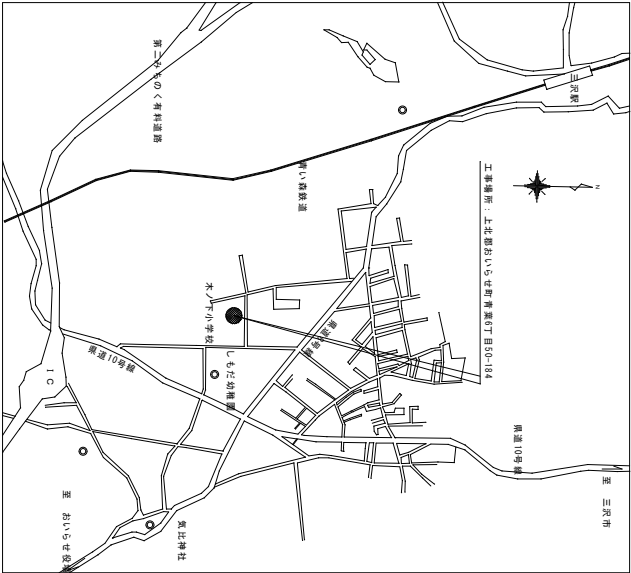 三沢駅
第二みちのく有料道路
青い森鉄道
N
工事場所：上北郡おいらせ町青葉6丁目50-184
木ノ下小学校
しもだ幼稚園
県道10号線
IC
県道10号線
至 三沢市
気比神社
至 おいらせ役場